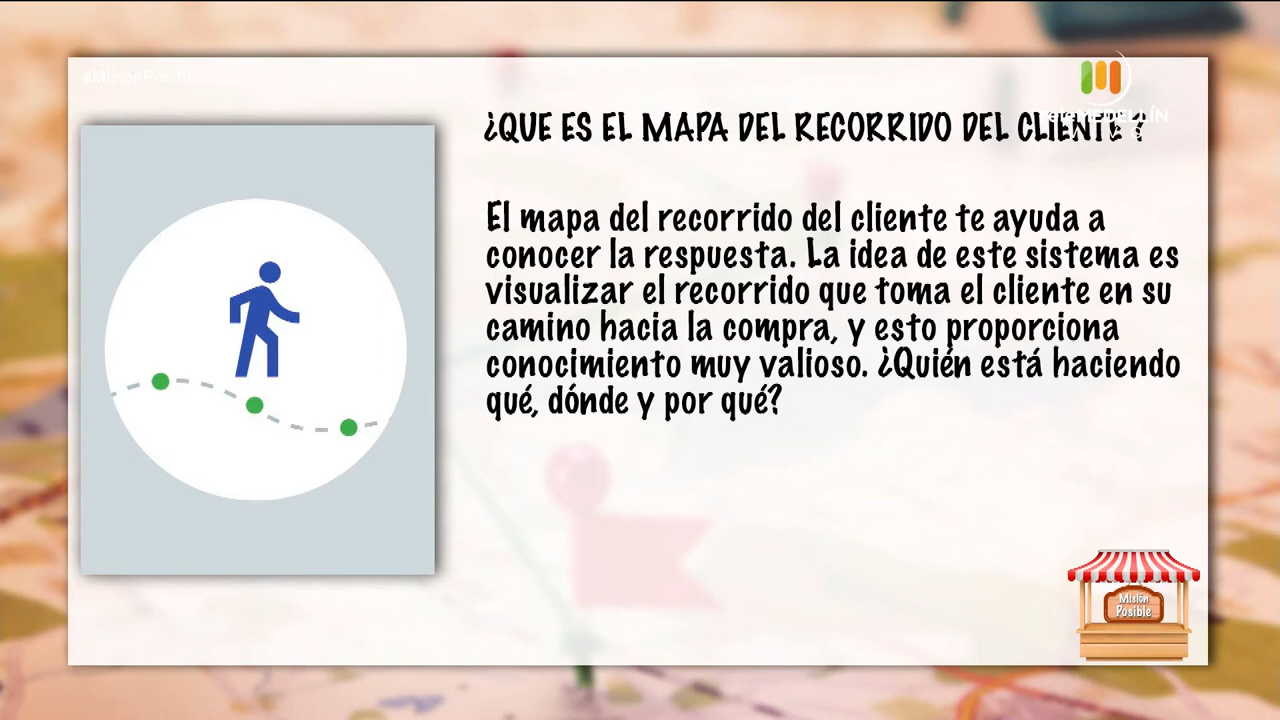 #MisiónPosible
teleMEDELLÍN
¿QUE ES EL MAPA DEL RECORRIDO DEL CLIENTE ?
El mapa del recorrido del cliente te ayuda a
conocer la respuesta. La idea de este sistema es
visualizar el recorrido que toma el cliente en su
camino hacia la compra, y esto proporciona
conocimiento muy valioso. ¿Quién está haciendo
qué, dónde y por qué?
Misión
Posible